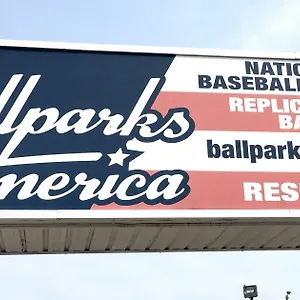 llparks
merica
NATIO
BASEBALL
REPLIC
BA
ballpark
RES